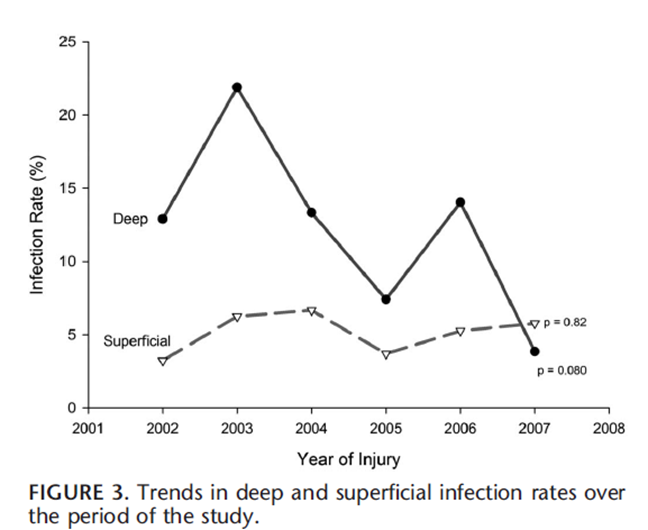 25
20
15
10
5
0
Infection Rate (%)
Deep
Superficial
p = 0.82
p = 0.080
2001 2002 2003 2004 2005 2006 2007 2008
Year of Injury
FIGURE 3. Trends in deep and superficial infection rates over
the period of the study.